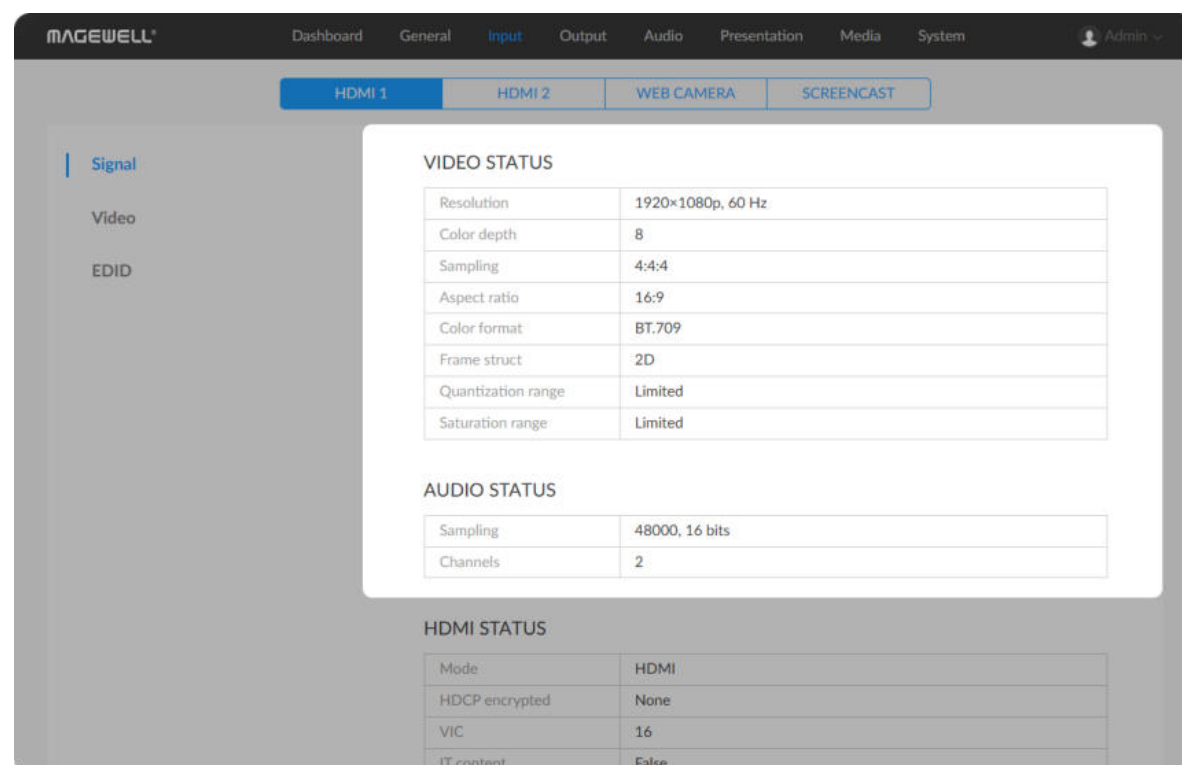 MAGEWELL® Dashboard General Input Output Audio Presentation Media System Admin
HDMI 1 HDMI 2 WEB CAMERA SCREENCAST
Signal
Video
EDID
VIDEO STATUS
Resolution 1920×1080p, 60 Hz
Color depth 8
Sampling 4:4:4
Aspect ratio 16:9
Color format BT.709
Frame struct 2D
Quantization range Limited
Saturation range Limited
AUDIO STATUS
Sampling 48000, 16 bits
Channels 2
HDMI STATUS
Mode HDMI
HDCP encrypted None
VIC 16
IT content False